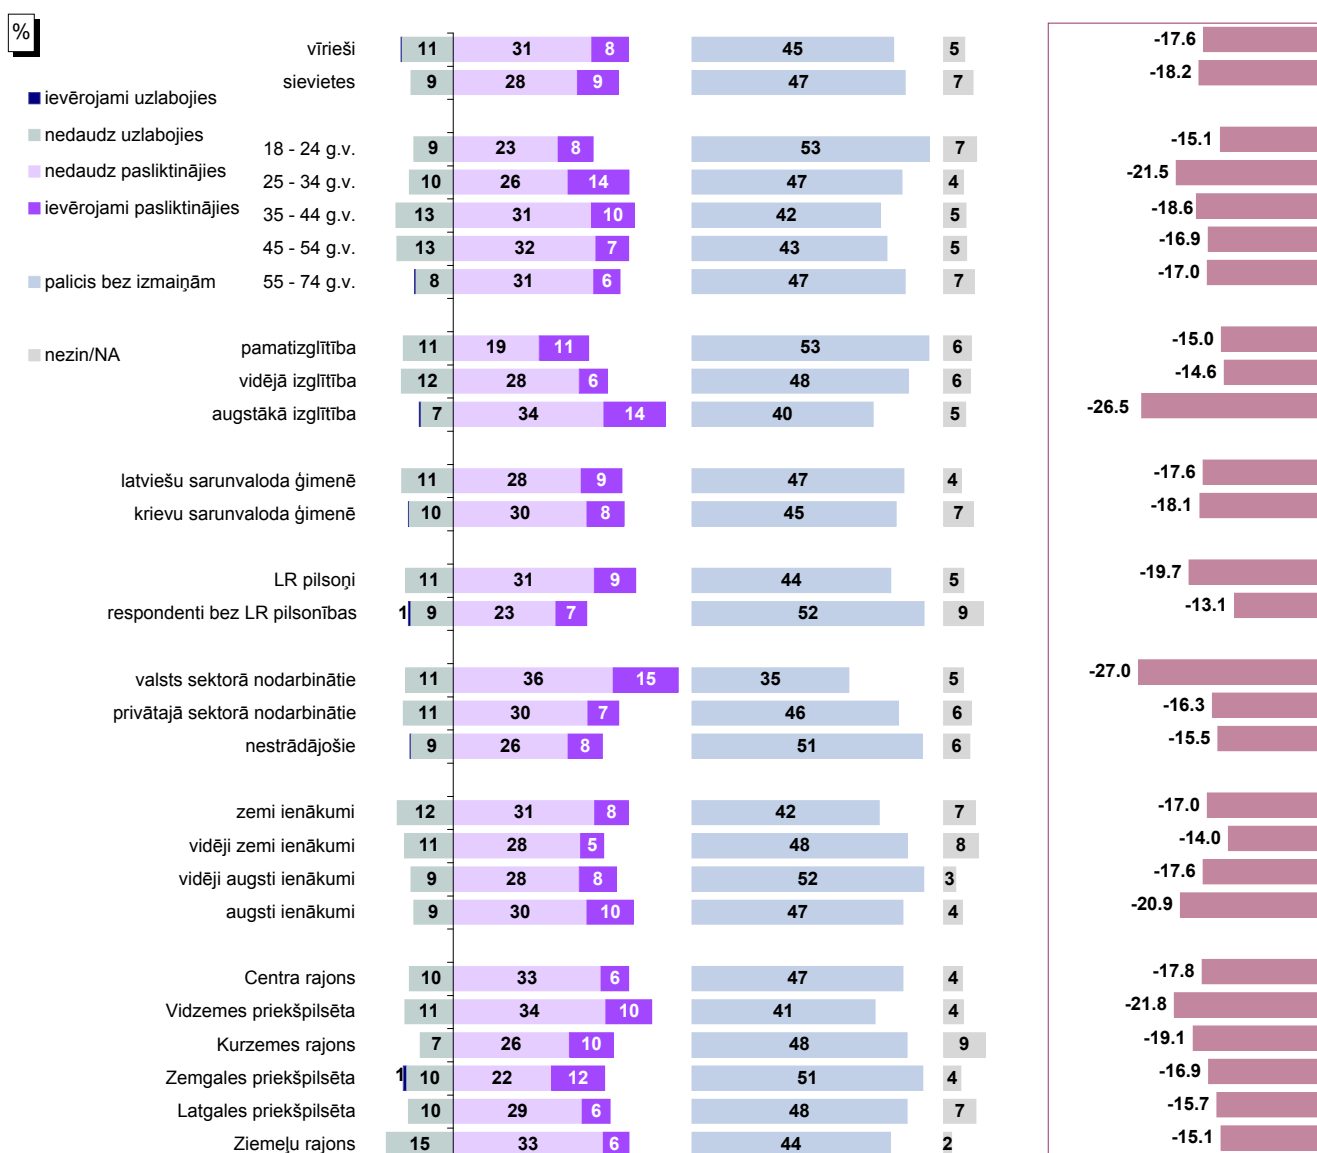 %
ievērojami uzlabojies
nedaudz uzlabojies
nedaudz pasliktinājies
ievērojami pasliktinājies
palicis bez izmaiņām
nezin/NA
vīrieši 11 31 8 45 5 -17.6
sievietes 9 28 9 47 7 -18.2
18 - 24 g.v. 9 23 8 53 7 -15.1
25 - 34 g.v. 10 26 14 47 4 -21.5
35 - 44 g.v. 13 31 10 42 5 -18.6
45 - 54 g.v. 13 32 7 43 5 -16.9
55 - 74 g.v. 8 31 6 47 7 -17.0
pamatizglītība 11 19 11 53 6 -15.0
vidējā izglītība 12 28 6 48 6 -14.6
augstākā izglītība 7 34 14 40 5 -26.5
latviešu sarunvaloda ģimenē 11 28 9 47 4 -17.6
krievu sarunvaloda ģimenē 10 30 8 45 7 -18.1
LR pilsoņi 11 31 9 44 5 -19.7
respondenti bez LR pilsonības 1 9 23 7 52 9 -13.1
valsts sektorā nodarbinātie 11 36 15 35 5 -27.0
privātajā sektorā nodarbinātie 11 30 7 46 6 -16.3
nestrādājošie 9 26 8 51 6 -15.5
zemi ienākumi 12 31 8 42 7 -17.0
vidēji zemi ienākumi 11 28 5 48 8 -14.0
vidēji augsti ienākumi 9 28 8 52 3 -17.6
augsti ienākumi 9 30 10 47 4 -20.9
Centra rajons 10 33 6 47 4 -17.8
Vidzemes priekšpilsēta 11 34 10 41 4 -21.8
Kurzemes rajons 7 26 10 48 9 -19.1
Zemgales priekšpilsēta 1 10 22 12 51 4 -16.9
Latgales priekšpilsēta 10 29 6 48 7 -15.7
Ziemeļu rajons 15 33 6 44 2 -15.1